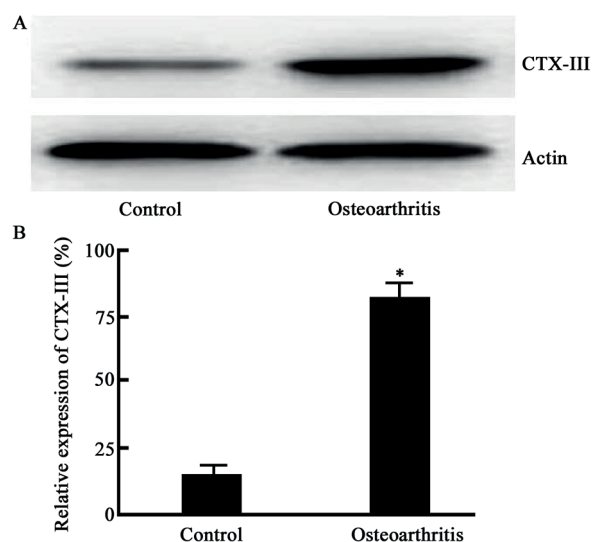 A
CTX-III
Actin
Control Osteoarthritis
B
Relative expression of CTX-III (%)
100
75
50
25
0
*
Control Osteoarthritis